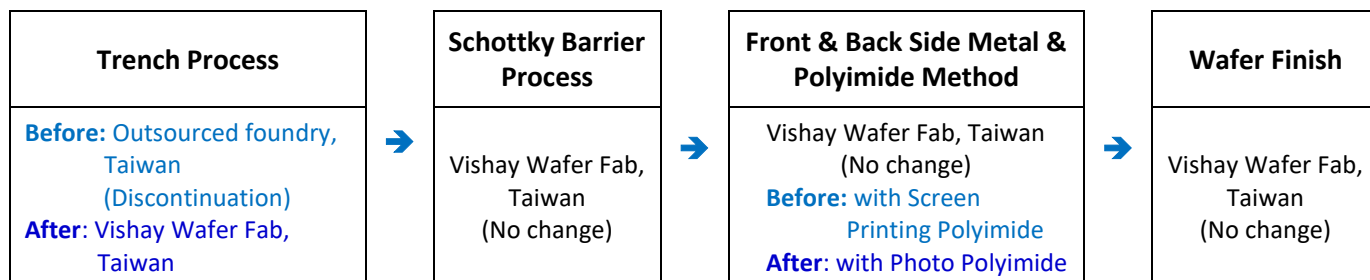 Trench Process
Before: Outsourced foundry,
Taiwan
(Discontinuation)
After: Vishay Wafer Fab,
Taiwan
Schottky Barrier
Process
Vishay Wafer Fab,
Taiwan
(No change)
Front & Back Side Metal &
Polyimide Method
Vishay Wafer Fab, Taiwan
(No change)
Before: with Screen
Printing Polyimide
After: with Photo Polyimide
Wafer Finish
Vishay Wafer Fab,
Taiwan
(No change)